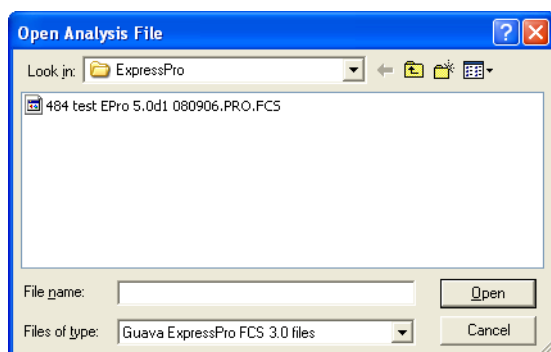 Open Analysis File
Look in: ExpressPro
484 test EPro 5.0d1 080906.PRO.FCS
File name:
Open
Files of type: Guava ExpressPro FCS 3.0 files
Cancel